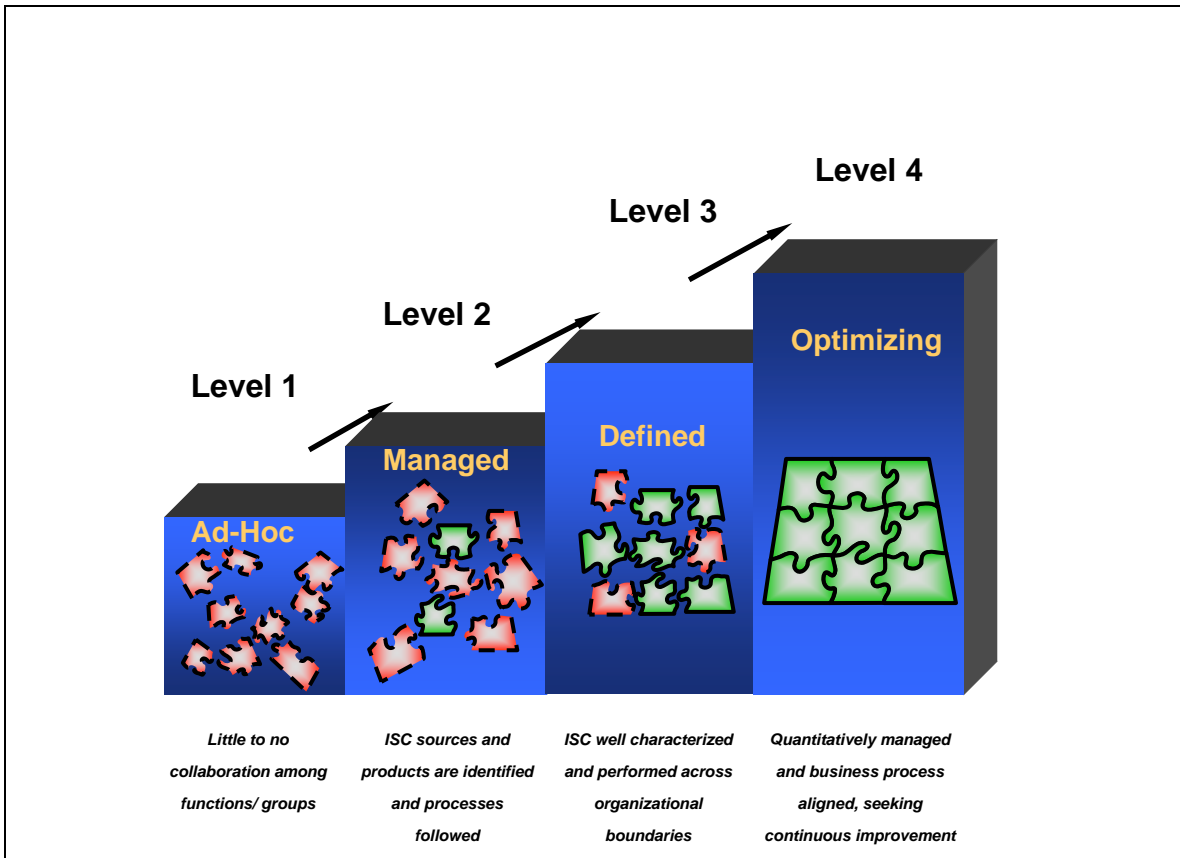 Level 4
Level 3
Level 2
Level 1
Optimizing
Defined
Managed
Ad-Hoc
Little to no
collaboration among
functions/ groups
ISC sources and
products are identified
and processes
followed
ISC well characterized
and performed across
organizational
boundaries
Quantitatively managed
and business process
aligned, seeking
continuous improvement